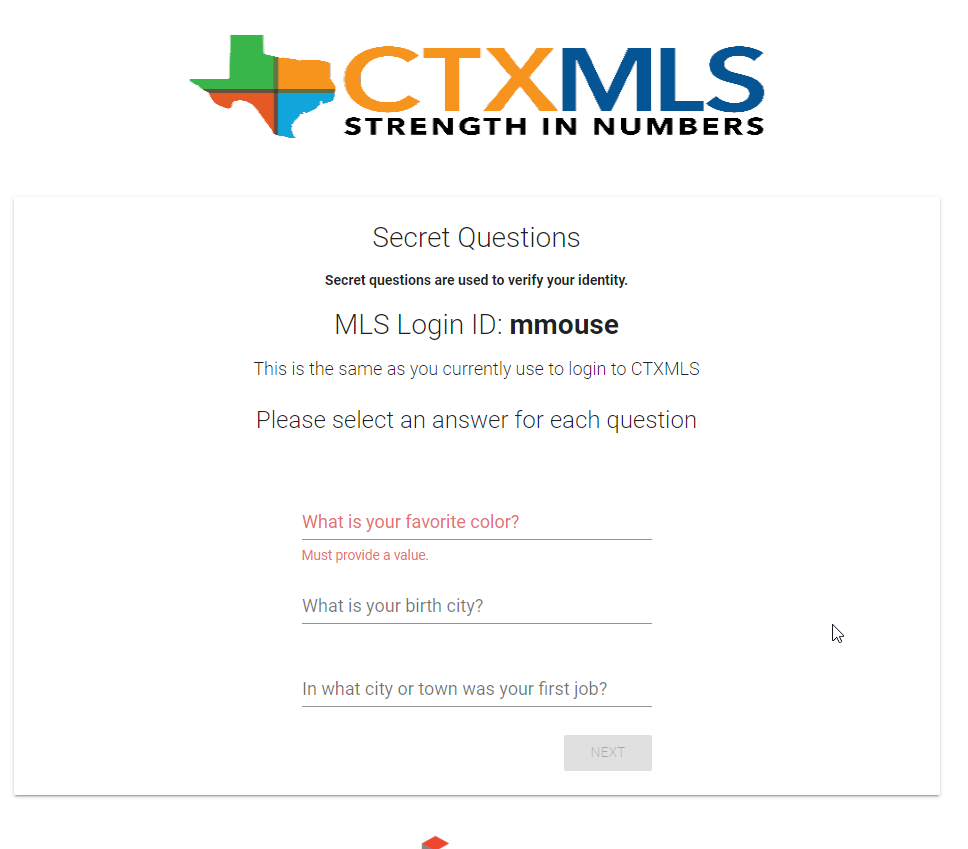 CTXMLS
STRENGTH IN NUMBERS
Secret Questions
Secret questions are used to verify your identity.
MLS Login ID: mmouse
This is the same as you currently use to login to CTXMLS
Please select an answer for each question
What is your favorite color?
Must provide a value.
What is your birth city?
In what city or town was your first job?
NEXT